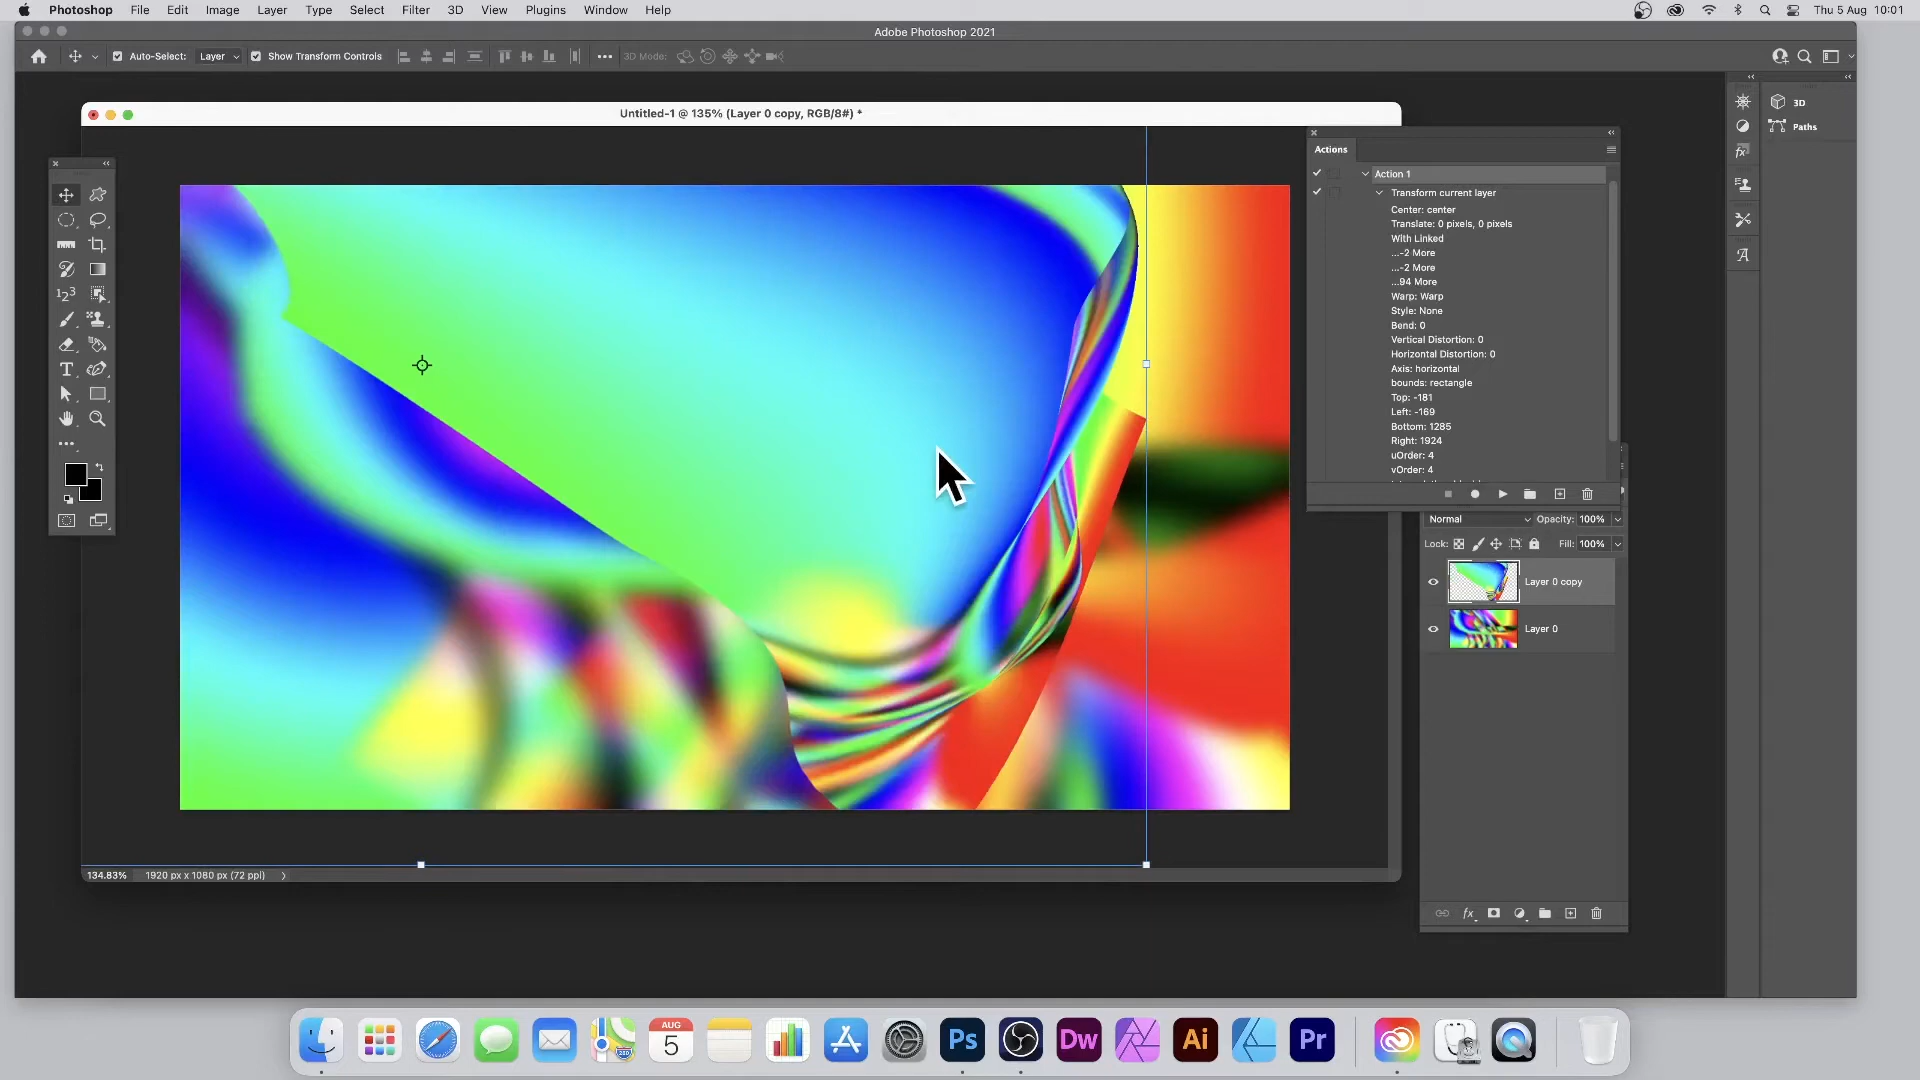 Photoshop File Edit Image Layer Type Select Filter 3D View Plugins Window Help Thu 5 Aug 10:01
Adobe Photoshop 2021
Auto-Select: Layer Show Transform Controls 3D Mode:
Untitled-1 @ 135% (Layer 0 copy, RGB/8#) *
3D
Paths
Actions
Action 1
Transform current layer
Center: center
Translate: 0 pixels, 0 pixels
With Linked
...-2 More
...-2 More
...94 More
Warp: Warp
Style: None
Bend: 0
Vertical Distortion: 0
Horizontal Distortion: 0
Axis: horizontal
bounds: rectangle
Top: -181
Left: -169
Bottom: 1285
Right: 1924
uOrder: 4
vOrder: 4
Normal Opacity: 100%
Lock: Fill: 100%
Layer 0 copy
Layer 0
fx
134.83% 1920 px x 1080 px (72 ppi)
AUG
5
280
Ps
Dw
Ai
Pr